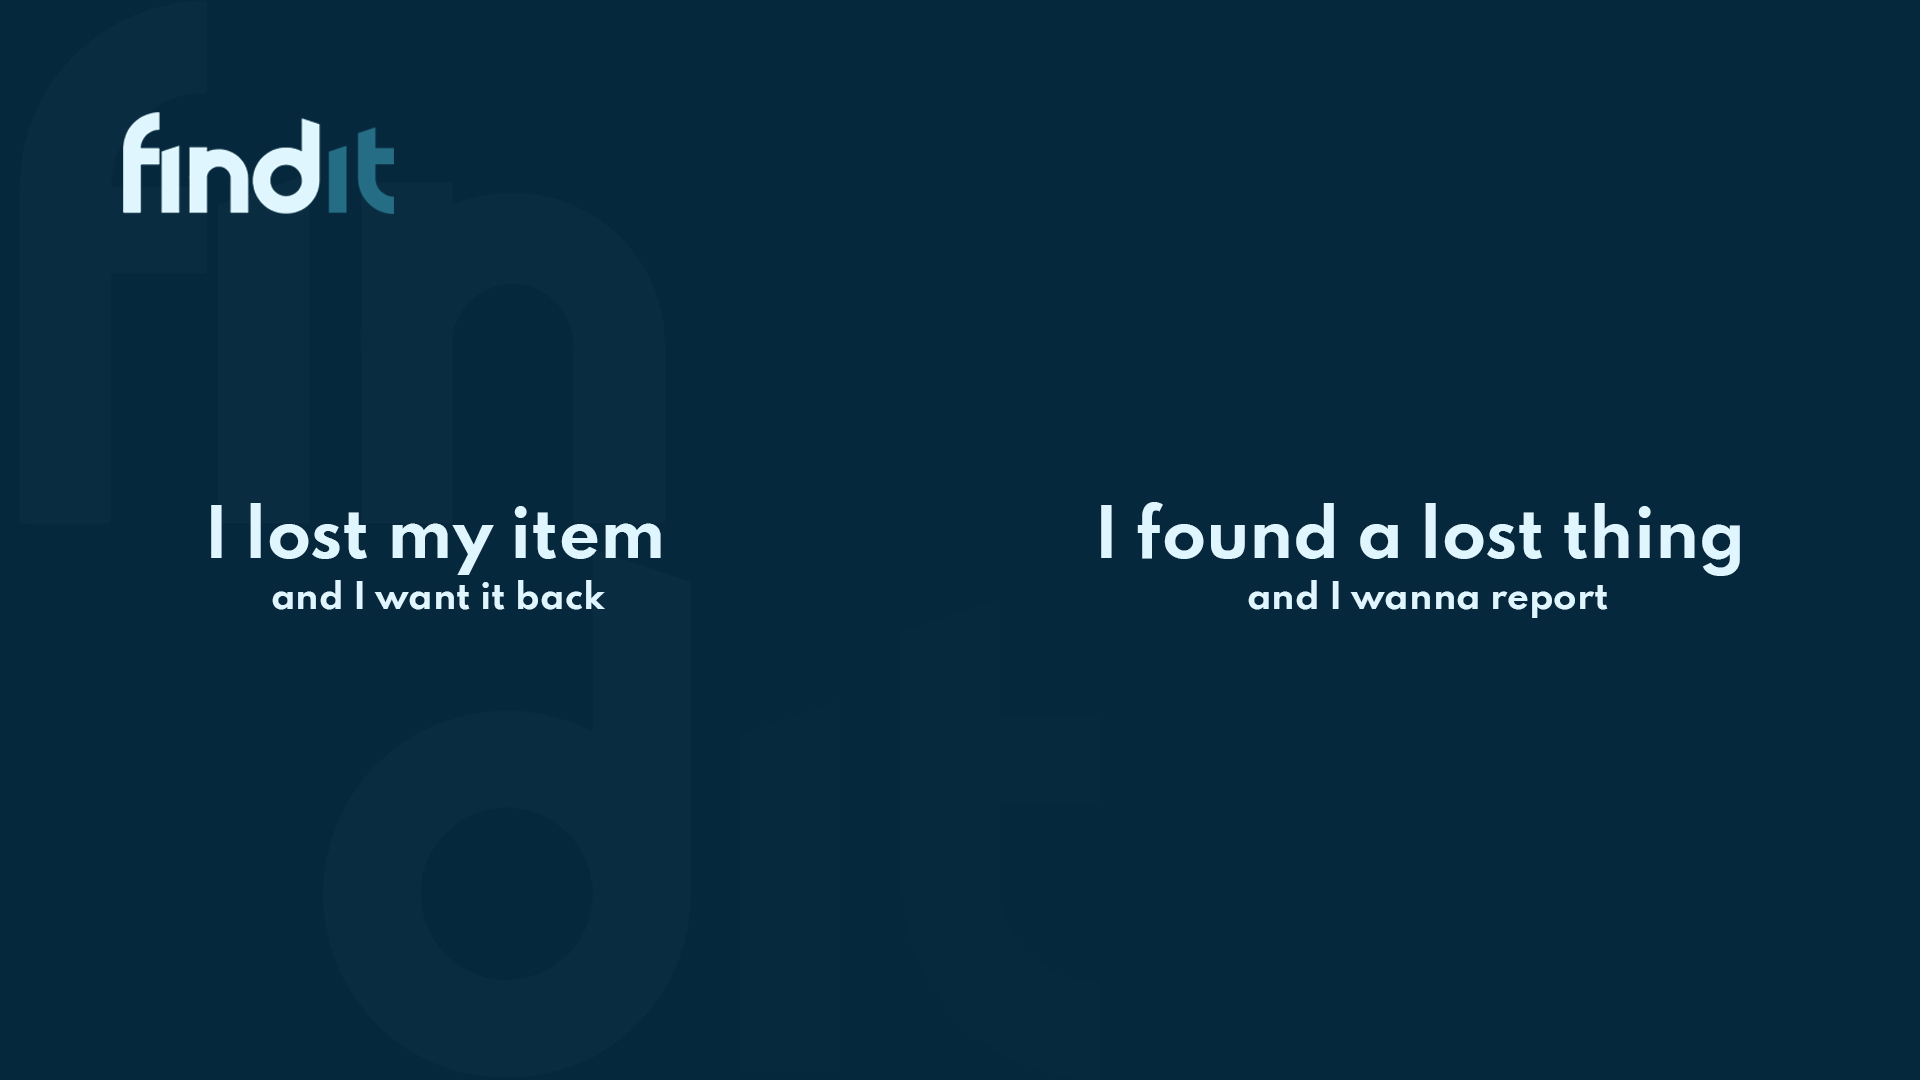 findit
I lost my item
and I want it back
I found a lost thing
and I wanna report